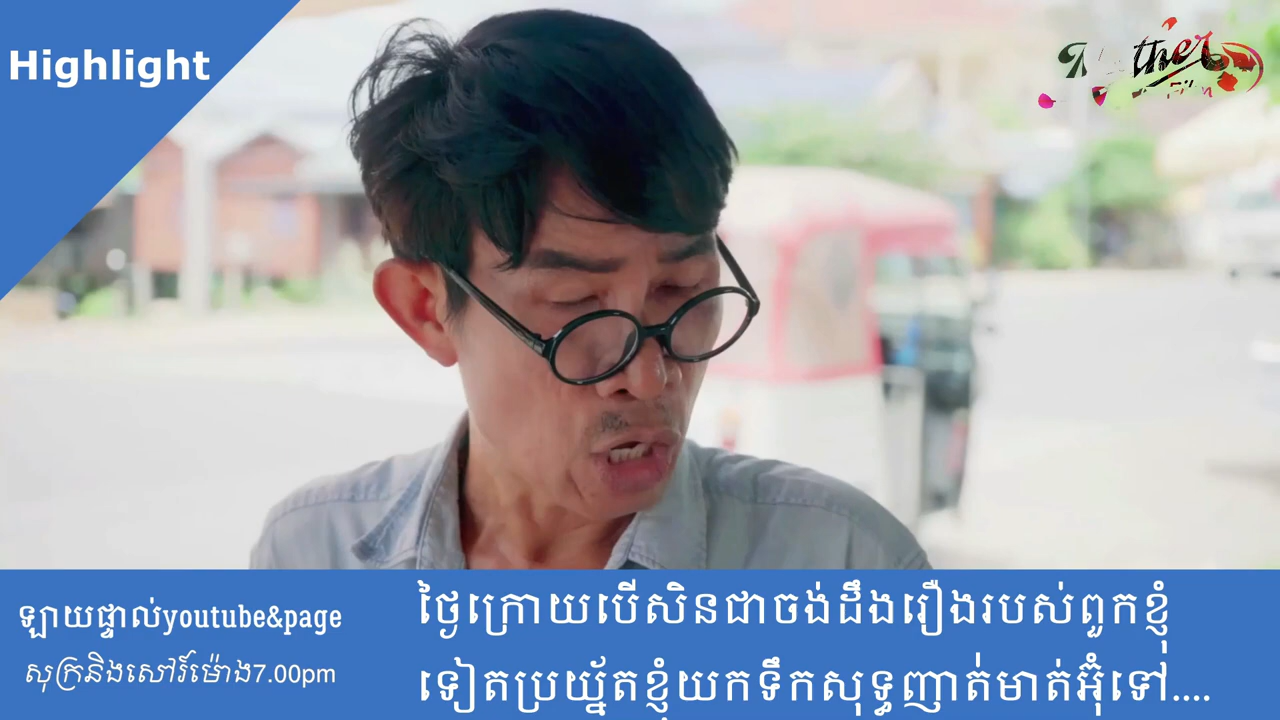 Highlight
Mother
Film
ថ្ងៃក្រោយបើសិនជាចង់ដឹងរឿងរបស់ពួកខ្ញុំ
ទៀតប្រយ្ន័តខ្ញុំយកទឹកសុទ្ធញាត់មាត់អ៊ុំទៅ....
ឡាយផ្ទាល់youtube&page
សុក្រនិងសៅរ៍ម៉ោង7.00pm